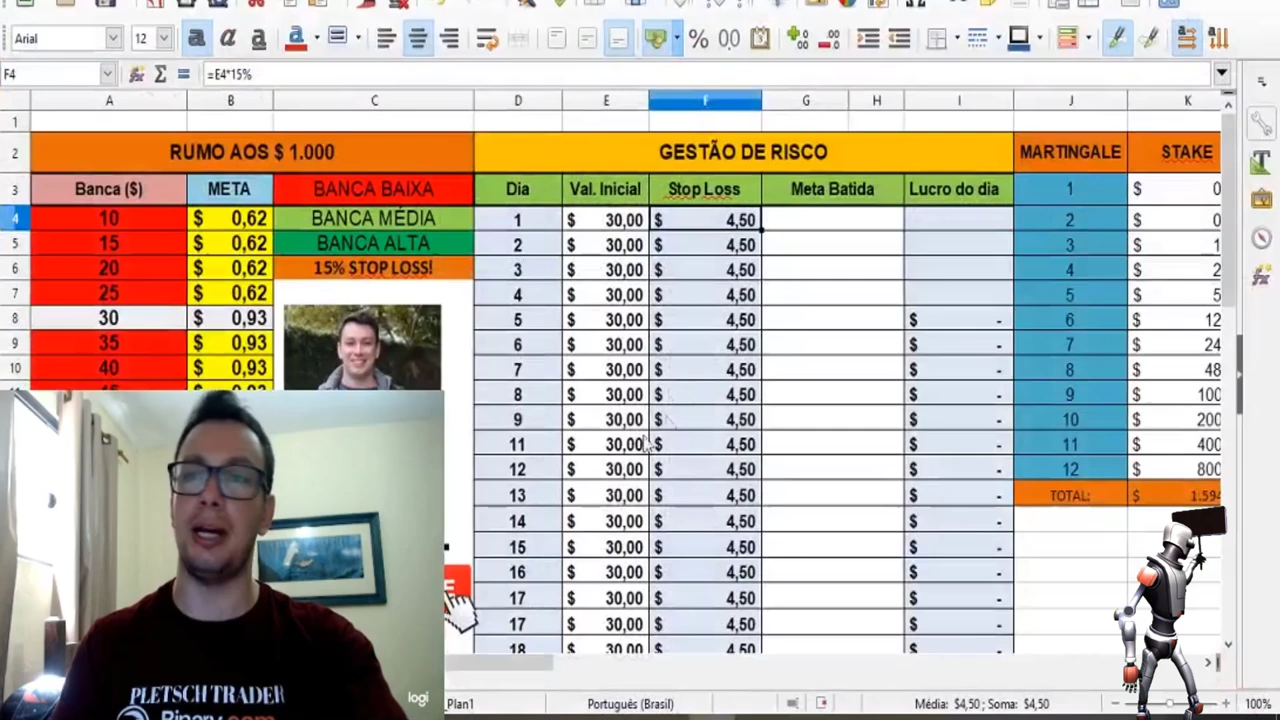 Arial 12
F4 =E4*15%
A B C D E F G H I J K
1
2 RUMO AOS $ 1.000 GESTÃO DE RISCO MARTINGALE STAKE
3 Banca ($) META BANCA BAIXA Dia Val. Inicial Stop Loss Meta Batida Lucro do dia 1 $ 0
4 10 $ 0,62 BANCA MÉDIA 1 $ 30,00 $ 4,50 2 $ 0
5 15 $ 0,62 BANCA ALTA 2 $ 30,00 $ 4,50 3 $ 1
6 20 $ 0,62 15% STOP LOSS! 3 $ 30,00 $ 4,50 4 $ 2
7 25 $ 0,62 4 $ 30,00 $ 4,50 5 $ 5
8 30 $ 0,93 5 $ 30,00 $ 4,50 $ - 6 $ 12
9 35 $ 0,93 6 $ 30,00 $ 4,50 $ - 7 $ 24
10 40 $ 0,93 7 $ 30,00 $ 4,50 $ - 8 $ 48
8 $ 30,00 $ 4,50 $ - 9 $ 100
9 $ 30,00 $ 4,50 $ - 10 $ 200
11 $ 30,00 $ 4,50 $ - 11 $ 400
12 $ 30,00 $ 4,50 $ - 12 $ 800
13 $ 30,00 $ 4,50 $ - TOTAL: $ 1.594
14 $ 30,00 $ 4,50 $ -
15 $ 30,00 $ 4,50 $ -
16 $ 30,00 $ 4,50 $ -
17 $ 30,00 $ 4,50 $ -
17 $ 30,00 $ 4,50 $ -
18 $ 30,00 $ 4,50 $ -
logi
PLETSCH TRADER
Binary.com
Plan1 Português (Brasil) Média: $4,50; Soma: $4,50 100%